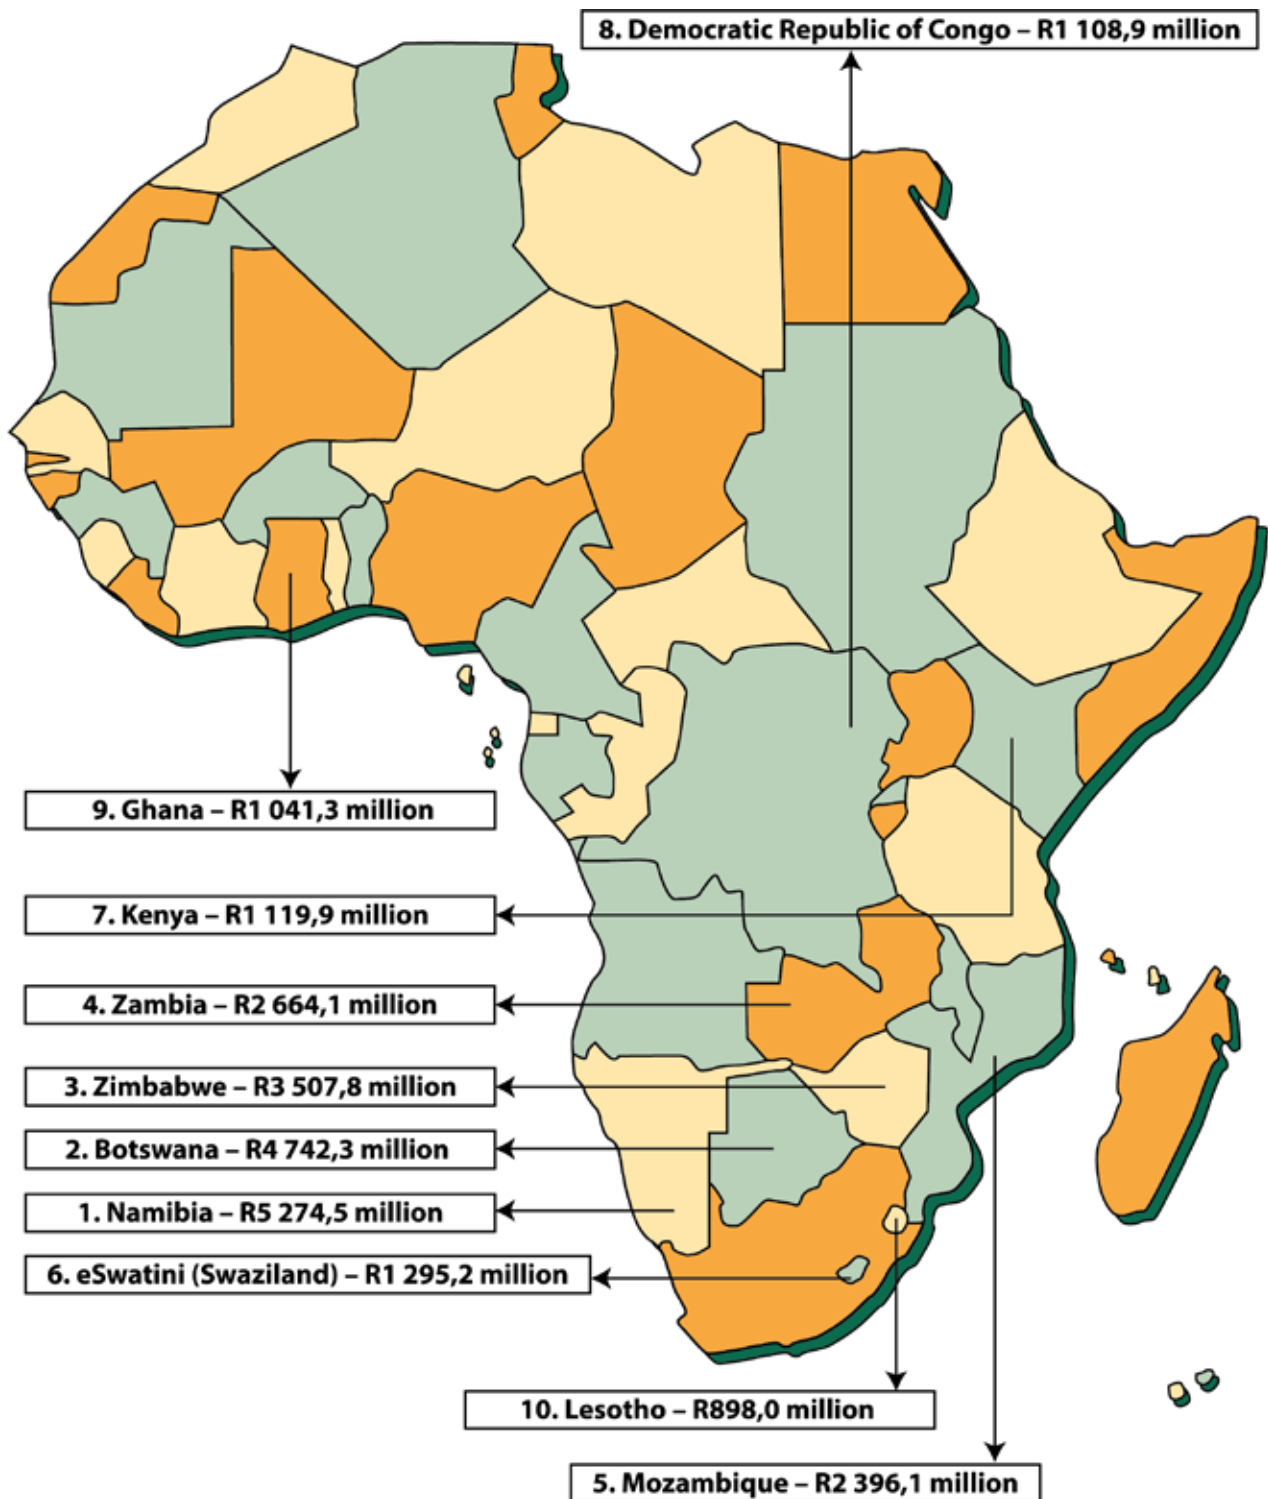 8. Democratic Republic of Congo – R1 108,9 million
9. Ghana – R1 041,3 million
7. Kenya – R1 119,9 million
4. Zambia – R2 664,1 million
3. Zimbabwe – R3 507,8 million
2. Botswana – R4 742,3 million
1. Namibia – R5 274,5 million
6. eSwatini (Swaziland) – R1 295,2 million
10. Lesotho – R898,0 million
5. Mozambique – R2 396,1 million